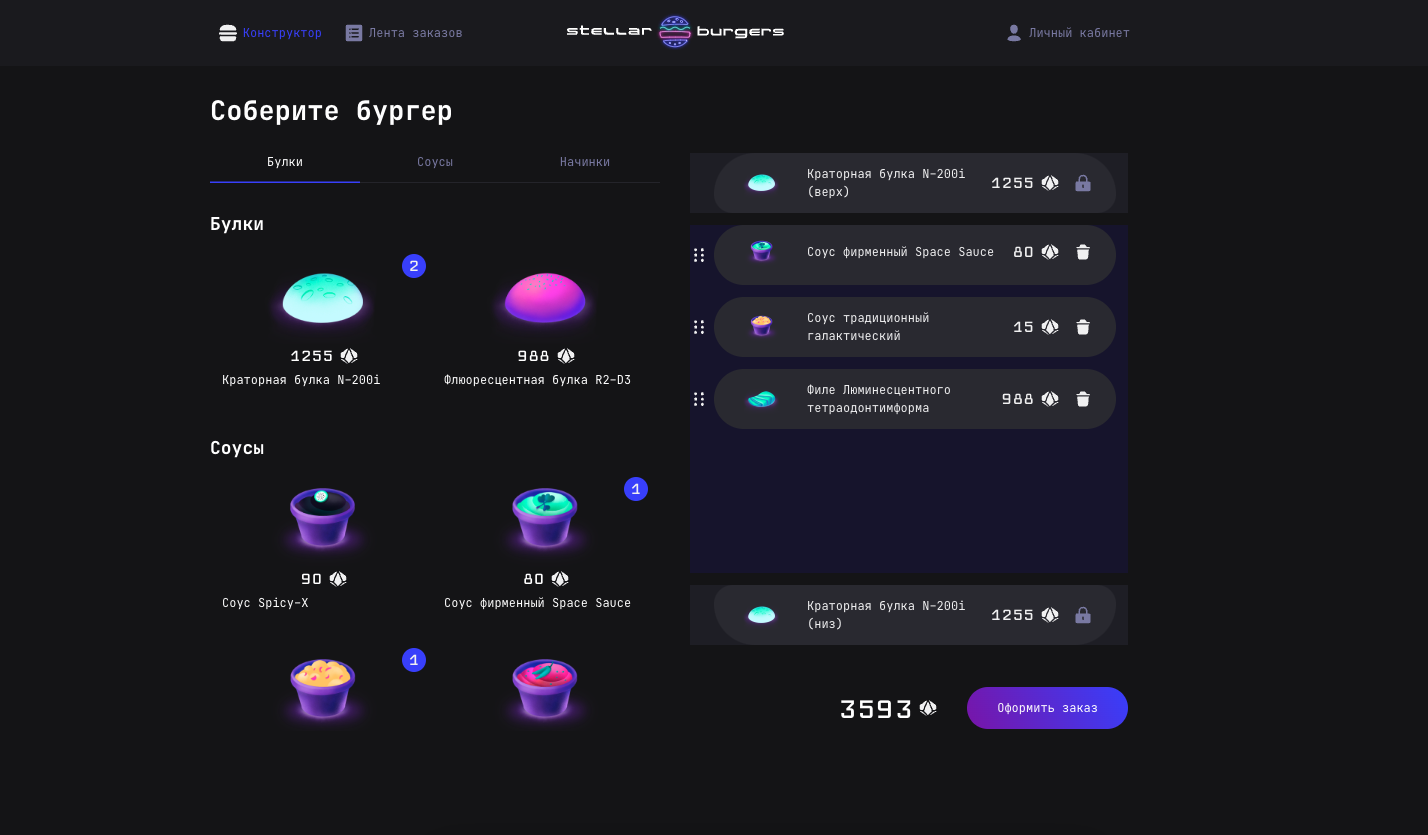 Конструктор
Лента заказов
stellar burgers
Личный кабинет
Соберите бургер
Булки
Соусы
Начинки
Булки
2
1255
988
Краторная булка N-200i
Флюоресцентная булка R2-D3
Соусы
1
90
80
Соус Spicy-X
Соус фирменный Space Sauce
1
Краторная булка N-200i
(верх)
1255
Соус фирменный Space Sauce
80
Соус традиционный
галактический
15
Филе Люминесцентного
тетраодонтимформа
988
Краторная булка N-200i
(низ)
1255
3593
Оформить заказ